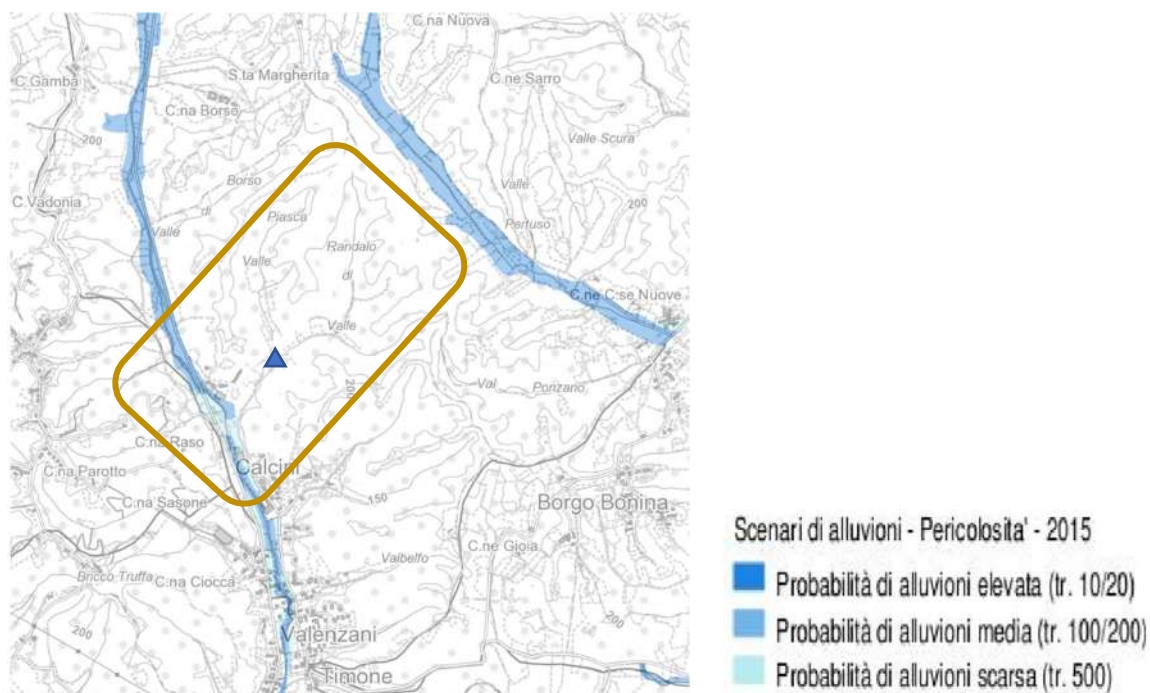 C.na Nuova
C.Gamba
S.ta Margherita
C.ne Sarro
C.na Borso
200
Valle Scura
Borso
Valle
C.Vadonia
di
Piasca
200
Valle
Randalo
Pertuso
Valle
di
C.ne C.se Nuove
Valle
200
Val Ponzano
C.na Raso
C.na Parotto
Calcini
C.na Sasone
150
Borgo Bonina
Valbelfo
C.ne Gioia
Bricco Truffa
C.na Ciocca
200
Valenzani
Timone
Scenari di alluvioni - Pericolosita' - 2015
Probabilità di alluvioni elevata (tr. 10/20)
Probabilità di alluvioni media (tr. 100/200)
Probabilità di alluvioni scarsa (tr. 500)